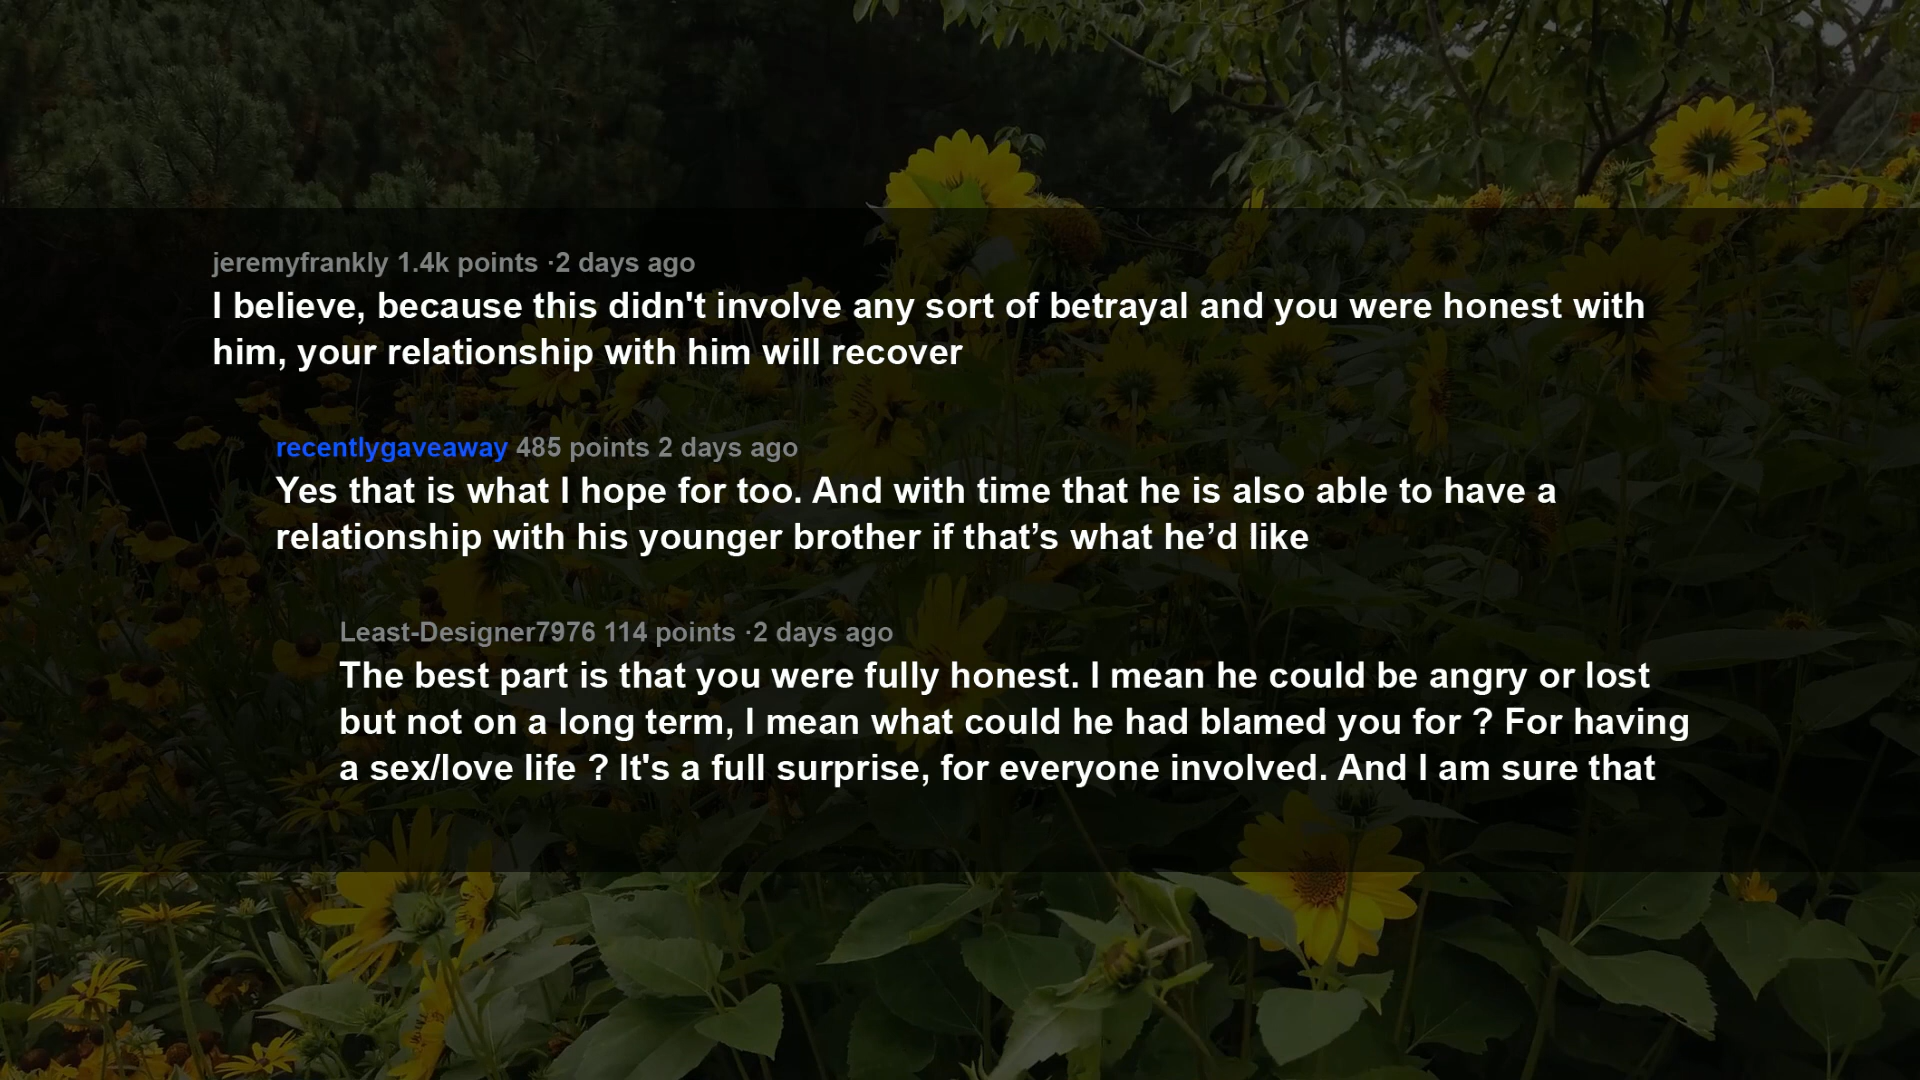 jeremyfrankly 1.4k points ·2 days ago
I believe, because this didn't involve any sort of betrayal and you were honest with
him, your relationship with him will recover
recentlygaveaway 485 points 2 days ago
Yes that is what I hope for too. And with time that he is also able to have a
relationship with his younger brother if that’s what he’d like
Least-Designer7976 114 points ·2 days ago
The best part is that you were fully honest. I mean he could be angry or lost
but not on a long term, I mean what could he had blamed you for ? For having
a sex/love life ? It's a full surprise, for everyone involved. And I am sure that